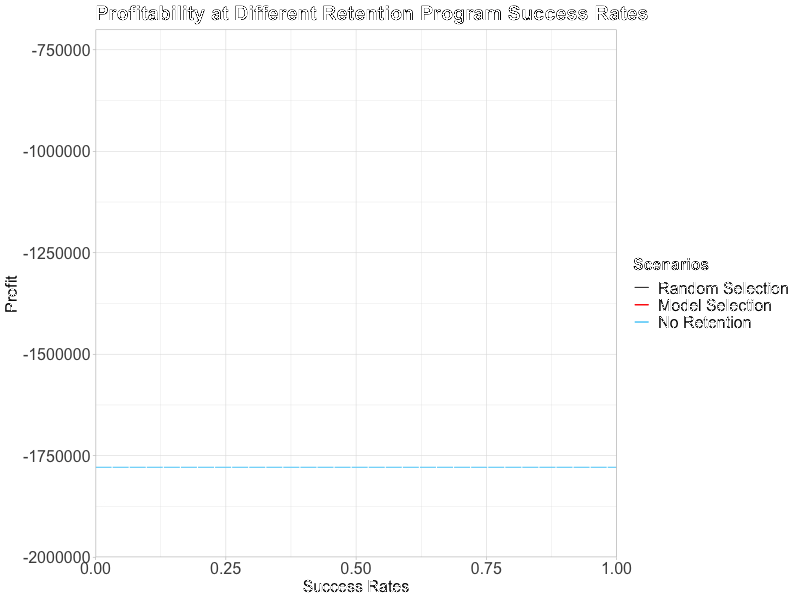 Profitability at Different Retention Program Success Rates
-750000
-1000000
-1250000
-1500000
-1750000
-2000000
Profit
0.00
0.25
0.50
0.75
1.00
Success Rates
Scenarios
Random Selection
Model Selection
No Retention